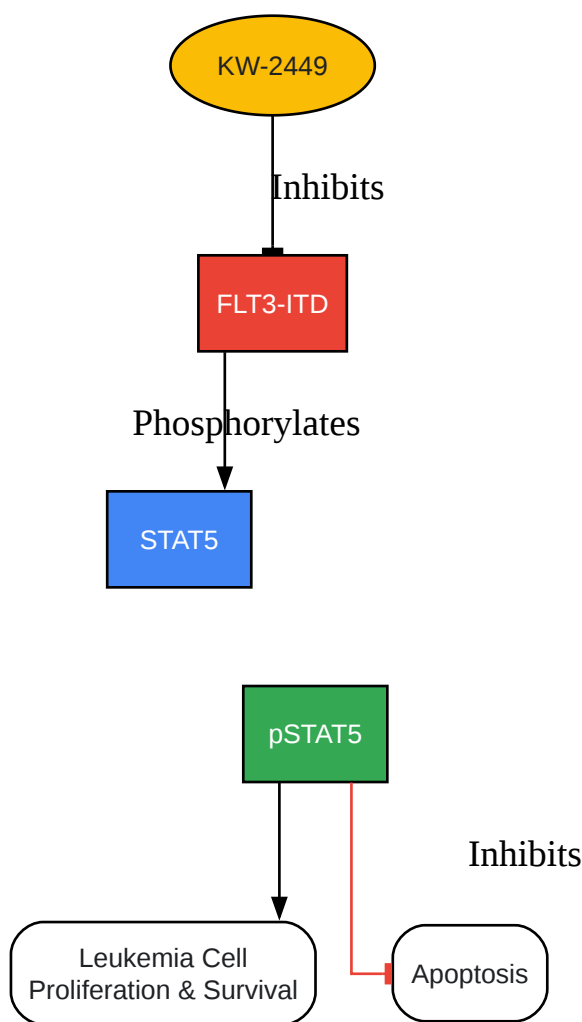 KW-2449
Inhibits
FLT3-ITD
Phosphorylates
STAT5
pSTAT5
Inhibits
Leukemia Cell
Proliferation & Survival
Apoptosis